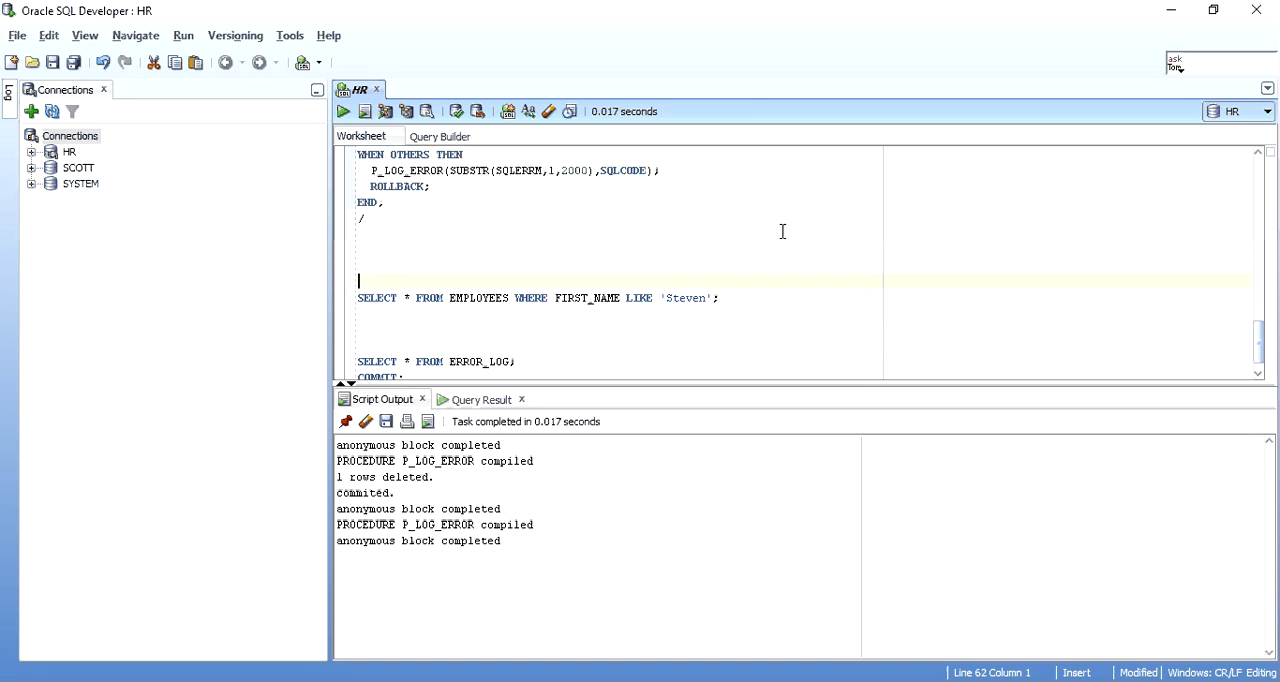 Oracle SQL Developer : HR
File Edit View Navigate Run Versioning Tools Help
ask
Tom
Log
Connections
HR
0.017 seconds
HR
Worksheet
Query Builder
Connections
HR
SCOTT
SYSTEM
WHEN OTHERS THEN
P_LOG_ERROR(SUBSTR(SQLERRM,1,2000),SQLCODE);
ROLLBACK;
END;
/
SELECT * FROM EMPLOYEES WHERE FIRST_NAME LIKE 'Steven';
SELECT * FROM ERROR_LOG;
COMMIT;
Script Output
Query Result
Task completed in 0.017 seconds
anonymous block completed
PROCEDURE P_LOG_ERROR compiled
1 rows deleted.
commited.
anonymous block completed
PROCEDURE P_LOG_ERROR compiled
anonymous block completed
Line 62 Column 1
Insert
Modified
Windows: CR/LF Editing